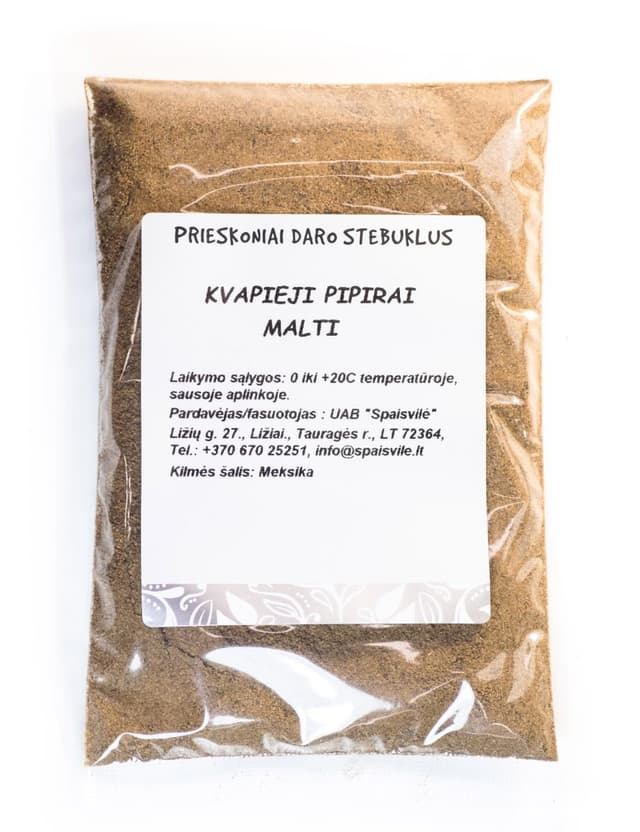 PRIESKONIAI DARO STEBUKLUS
KVAPIEJI PIPIRAI
MALTI
Laikymo sąlygos: 0 iki +20C temperatūroje,
sausoje aplinkoje.
Pardavėjas/fasuotojas : UAB "Spaisvilė"
Ližių g. 27., Ližiai., Tauragės r., LT 72364,
Tel.: +370 670 25251, info@spaisvile.lt
Kilmės šalis: Meksika